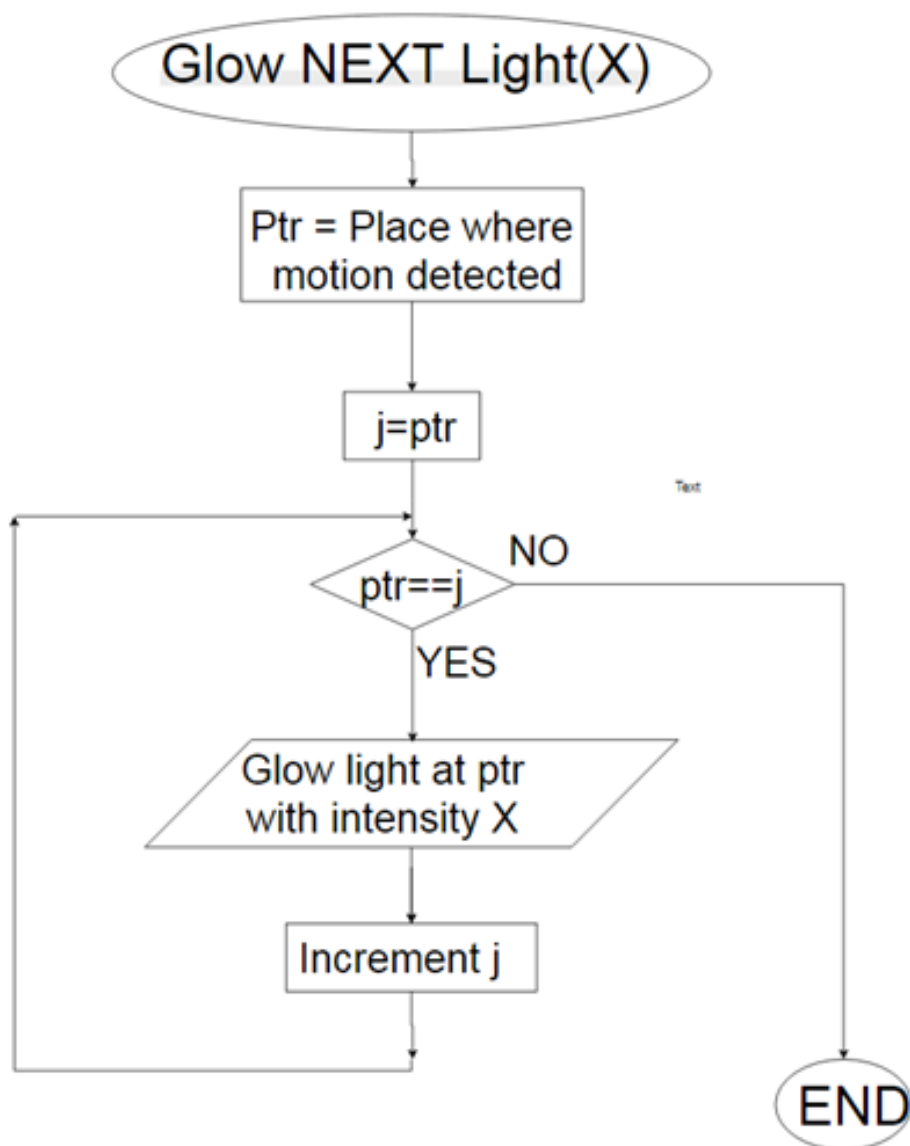 Glow NEXT Light(X)
Ptr = Place where
motion detected
j=ptr
Text
ptr==j
NO
YES
Glow light at ptr
with intensity X
Increment j
END